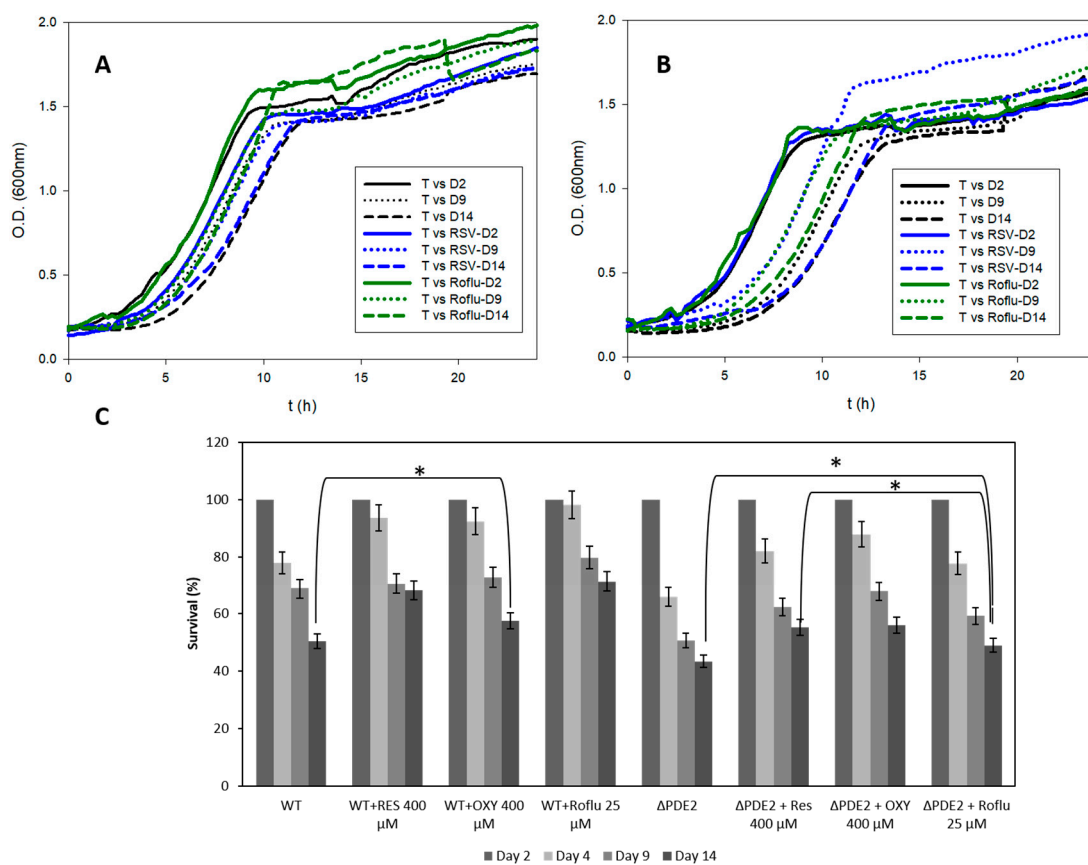 A
O.D. (600nm)
2.0
1.5
1.0
0.5
0.0
0
5
10
15
20
t (h)
T vs D2
T vs D9
T vs D14
T vs RSV-D2
T vs RSV-D9
T vs RSV-D14
T vs Roflu-D2
T vs Roflu-D9
T vs Roflu-D14
B
O.D. (600nm)
2.0
1.5
1.0
0.5
0.0
0
5
10
15
20
t (h)
T vs D2
T vs D9
T vs D14
T vs RSV-D2
T vs RSV-D9
T vs RSV-D14
T vs Roflu-D2
T vs Roflu-D9
T vs Roflu-D14
C
Survival (%)
120
100
80
60
40
20
0
*
*
*
WT
WT+RES 400
μM
WT+OXY 400
μM
WT+Roflu 25
μM
ΔPDE2
ΔPDE2 + Res
400 μM
ΔPDE2 + OXY
400 μM
ΔPDE2 + Roflu
25 μM
Day 2 Day 4 Day 9 Day 14